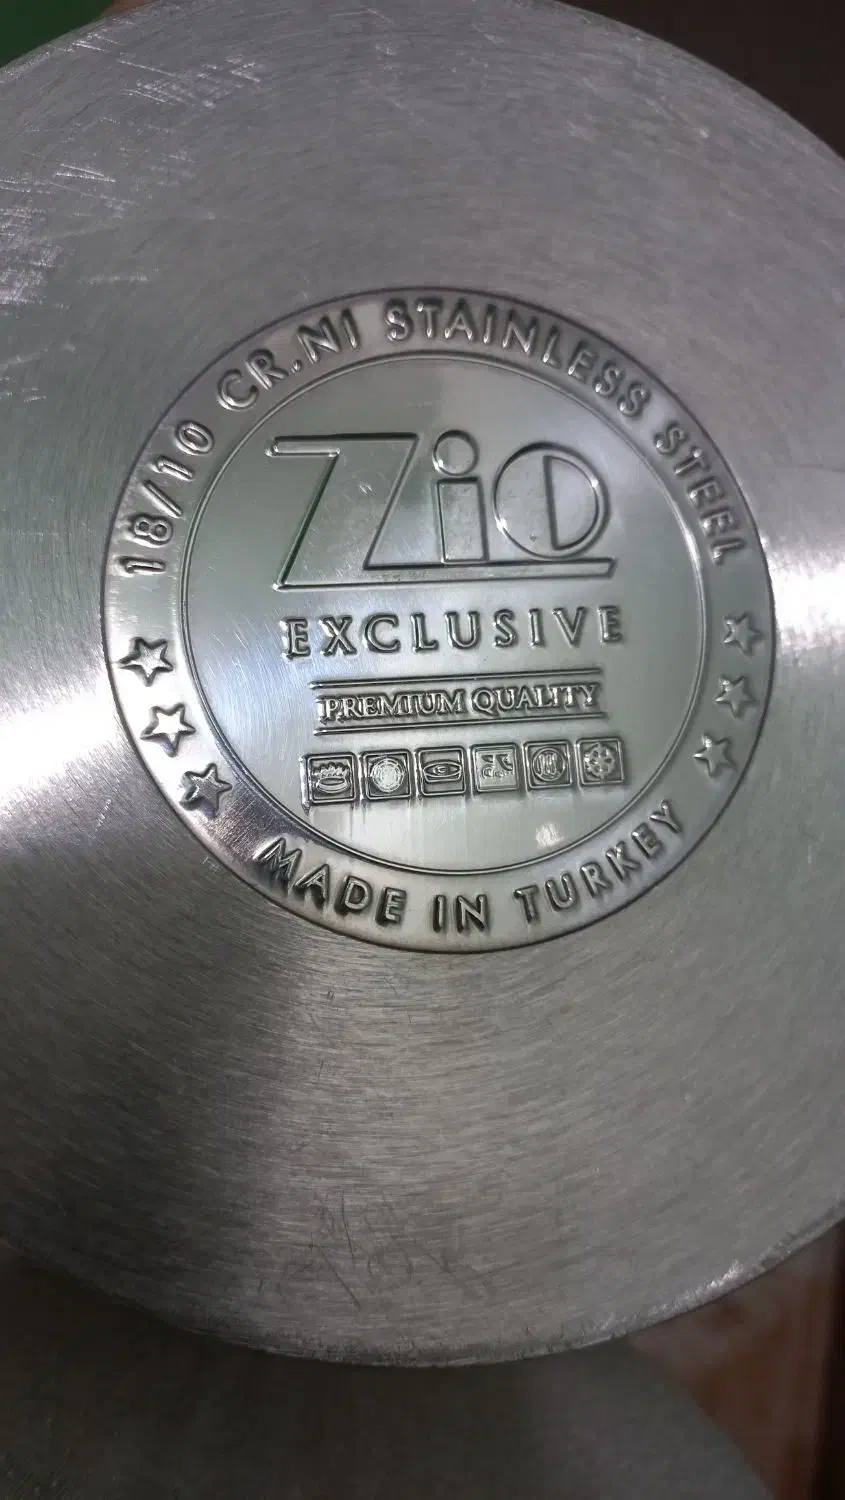 18/10 CR.NI STAINLESS STEEL
Zio
EXCLUSIVE
PREMIUM QUALITY
MADE IN TURKEY